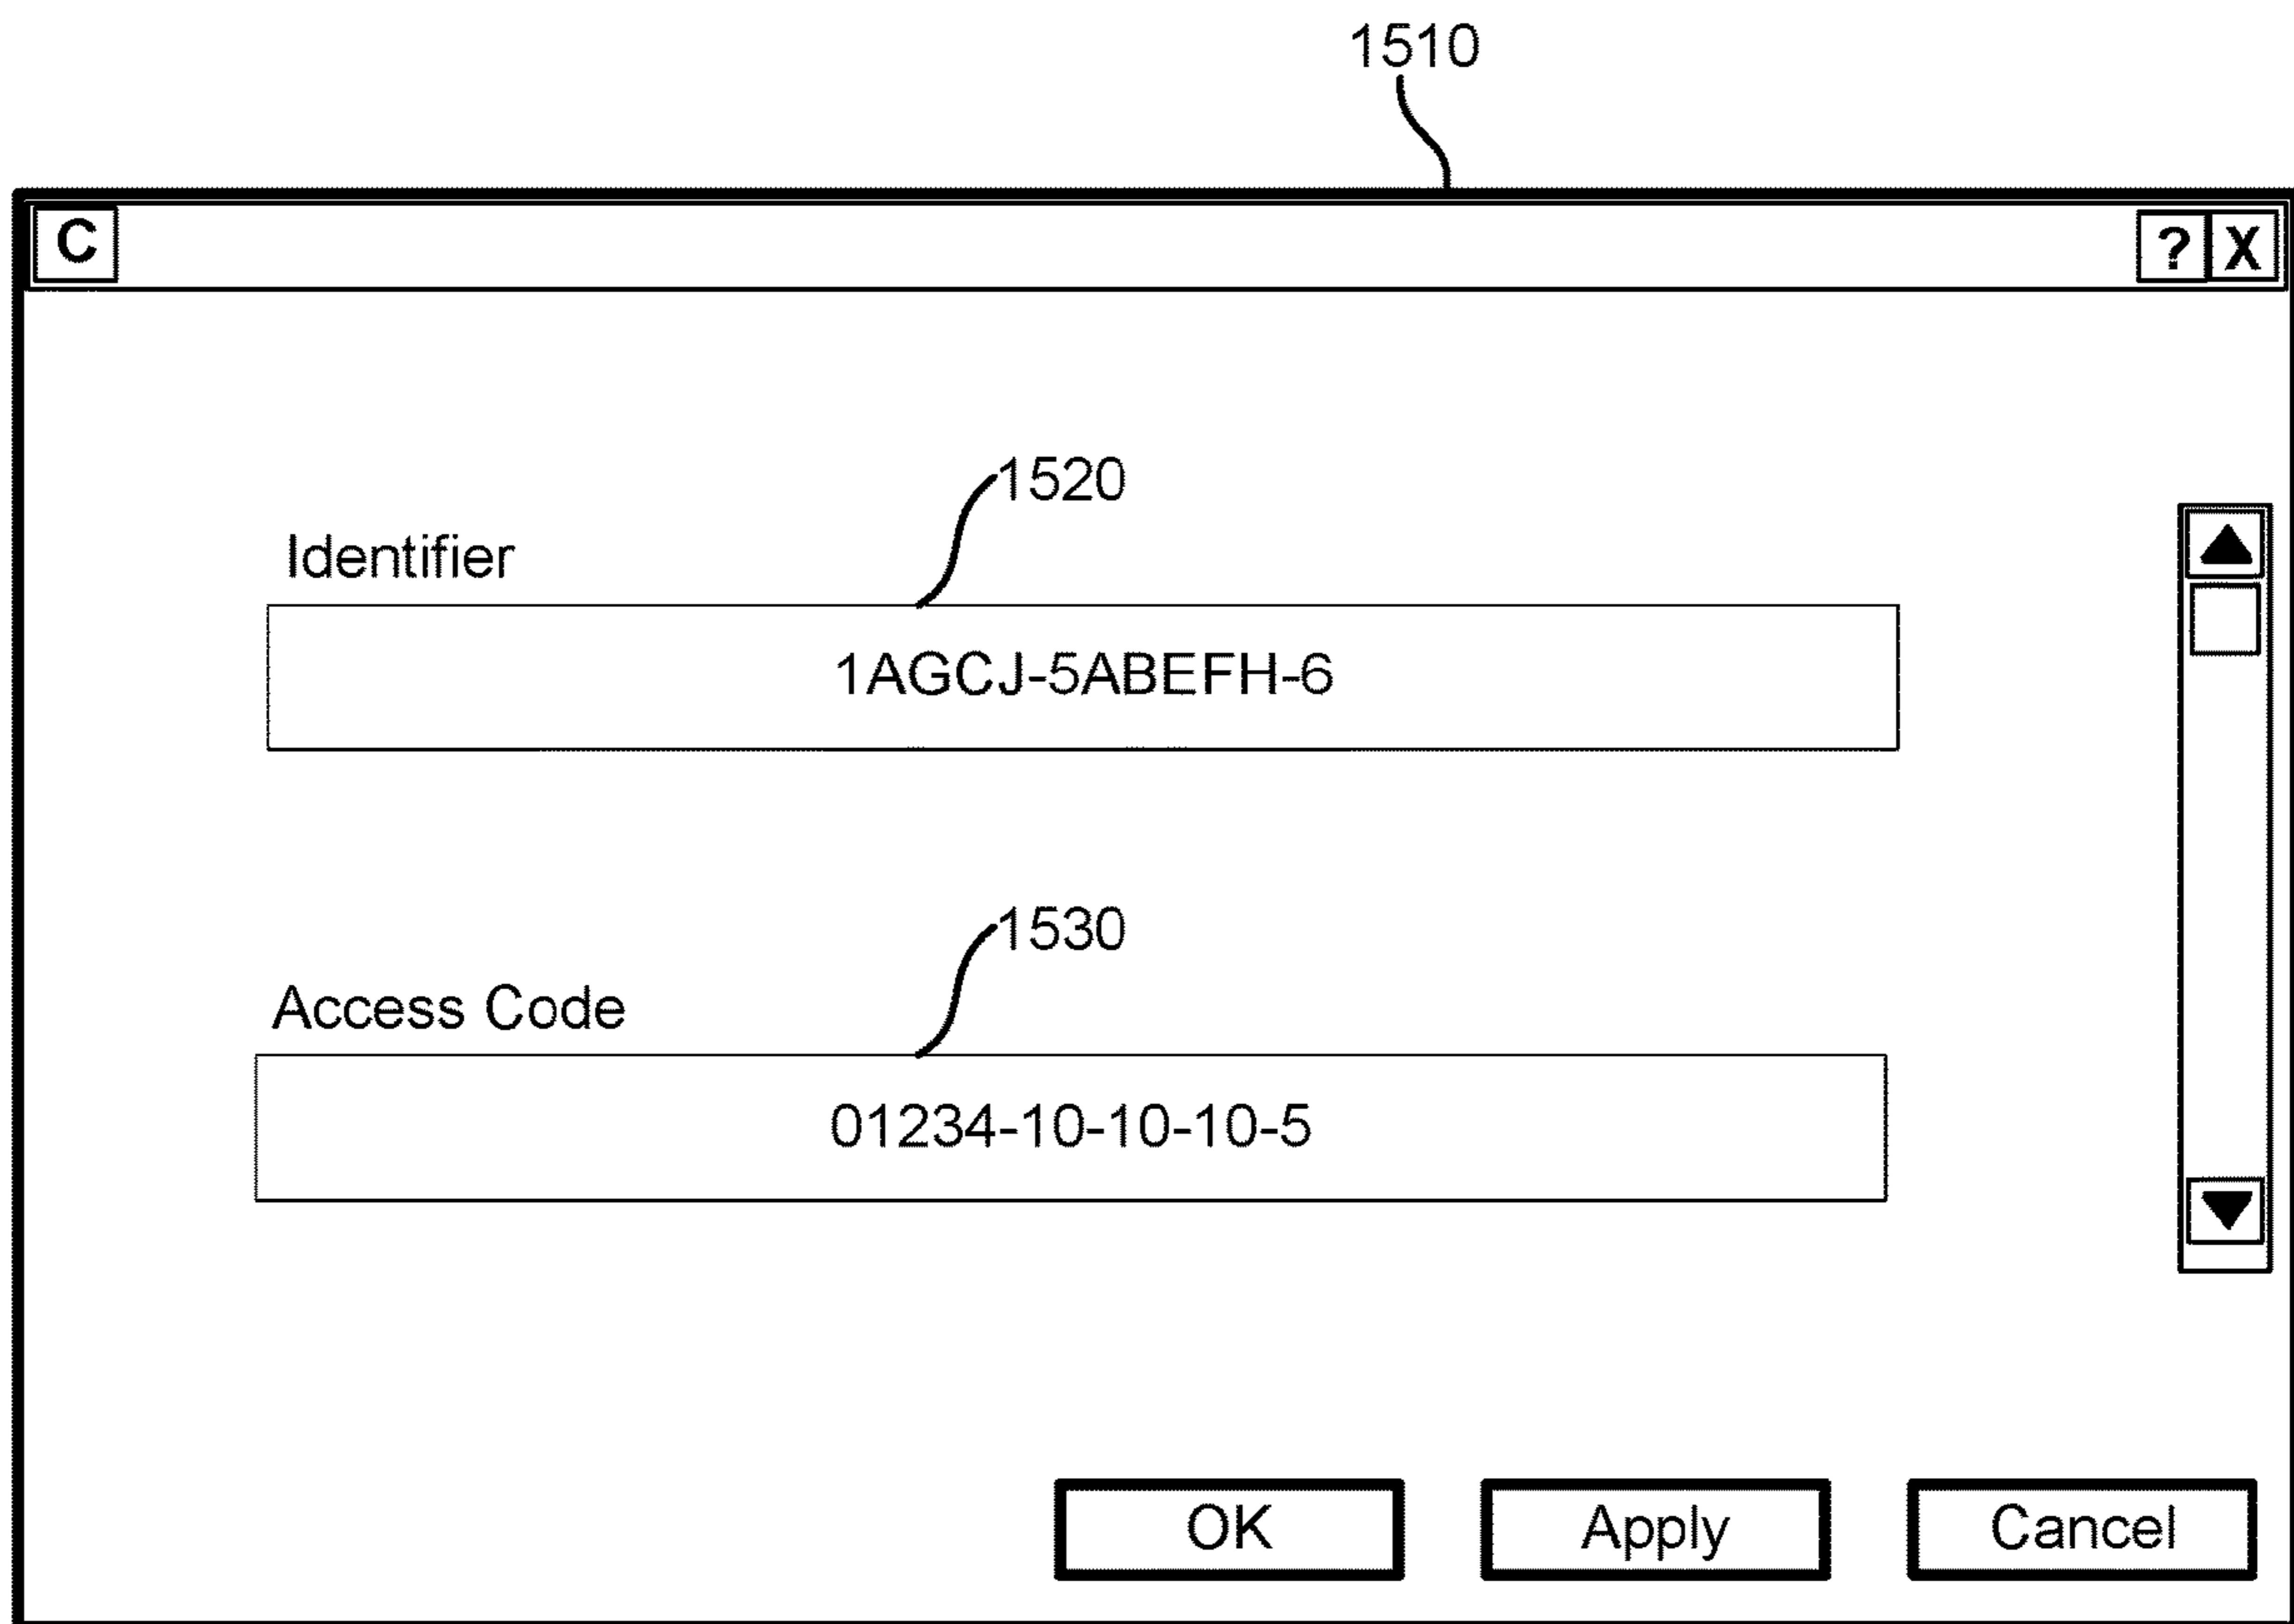 1510
C ? X
1520
Identifier
1AGCJ-5ABEFH-6
1530
Access Code
01234-10-10-10-5
OK Apply Cancel